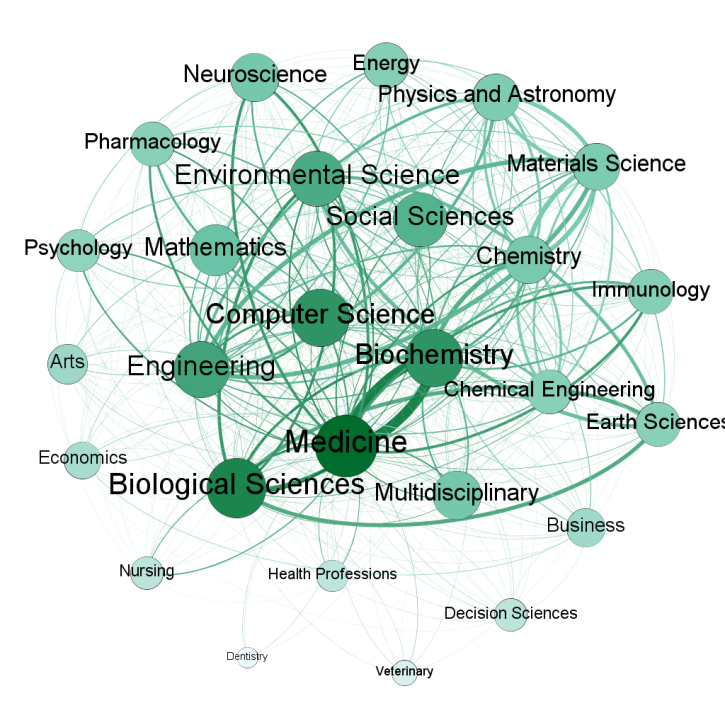 Energy
Neuroscience
Physics and Astronomy
Pharmacology
Materials Science
Environmental Science
Social Sciences
Psychology
Mathematics
Chemistry
Immunology
Computer Science
Biochemistry
Arts
Engineering
Chemical Engineering
Earth Sciences
Medicine
Economics
Biological Sciences
Multidisciplinary
Business
Nursing
Health Professions
Decision Sciences
Dentistry
Veterinary